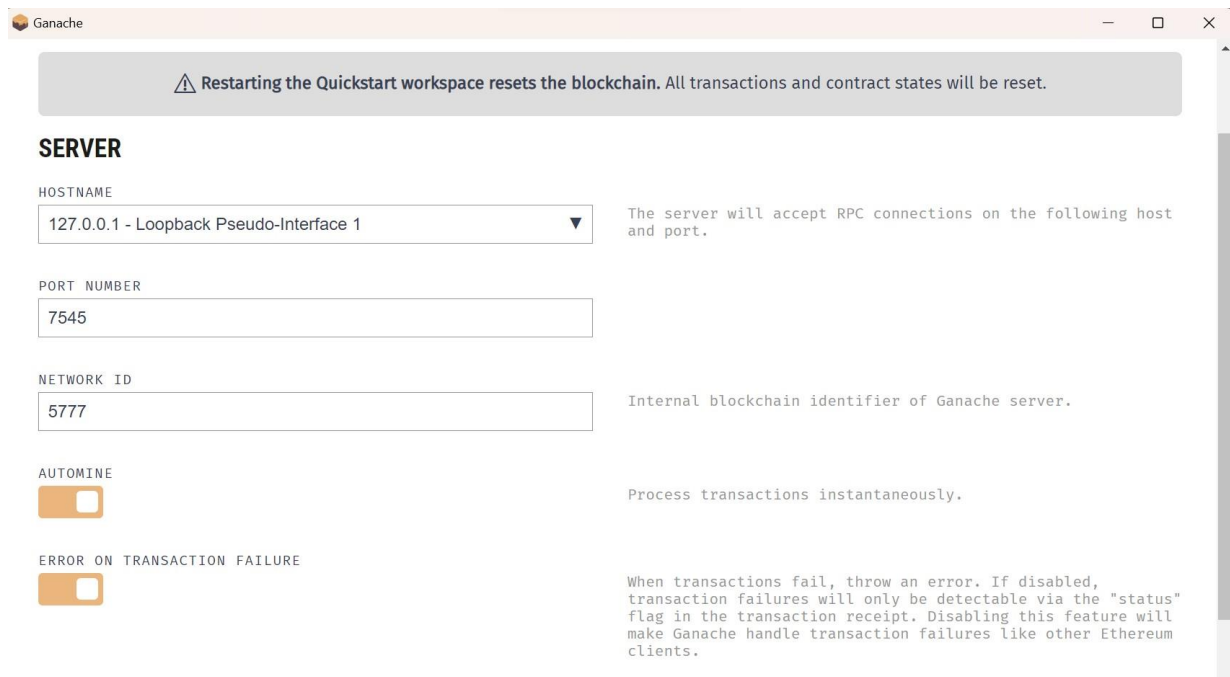 Ganache
⚠ Restarting the Quickstart workspace resets the blockchain. All transactions and contract states will be reset.
SERVER
HOSTNAME
127.0.0.1 - Loopback Pseudo-Interface 1
The server will accept RPC connections on the following host
and port.
PORT NUMBER
7545
NETWORK ID
5777
Internal blockchain identifier of Ganache server.
AUTOMINE
Process transactions instantaneously.
ERROR ON TRANSACTION FAILURE
When transactions fail, throw an error. If disabled,
transaction failures will only be detectable via the "status"
flag in the transaction receipt. Disabling this feature will
make Ganache handle transaction failures like other Ethereum
clients.